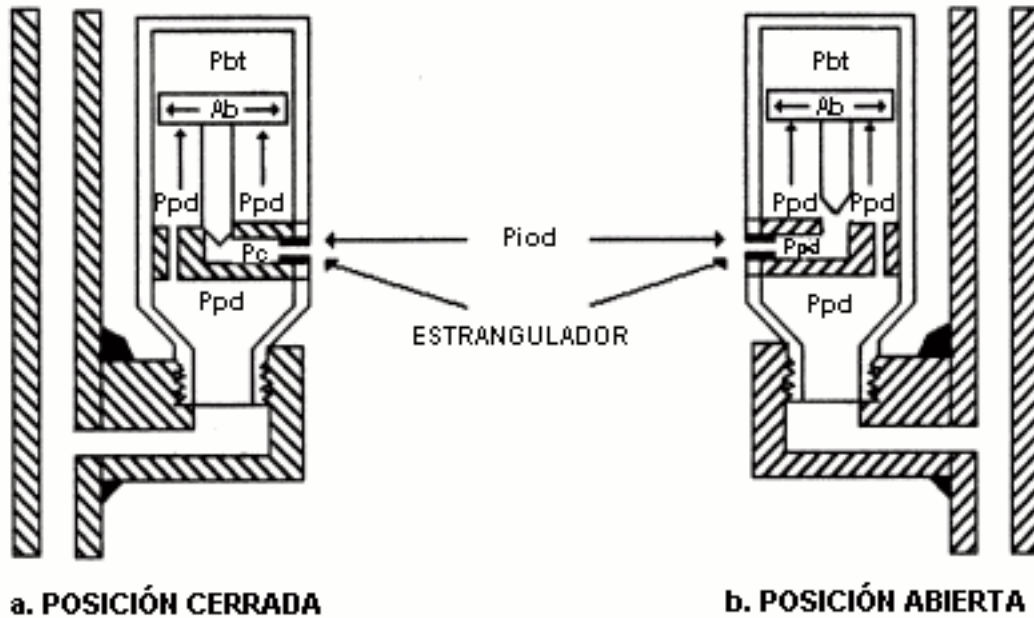 Pbt
Ab
Ppd Ppd
Pc
Ppd
a. POSICIÓN CERRADA
Piod
ESTRANGULADOR
Pbt
Ab
Ppd Ppd
Ppd
Ppd
b. POSICIÓN ABIERTA